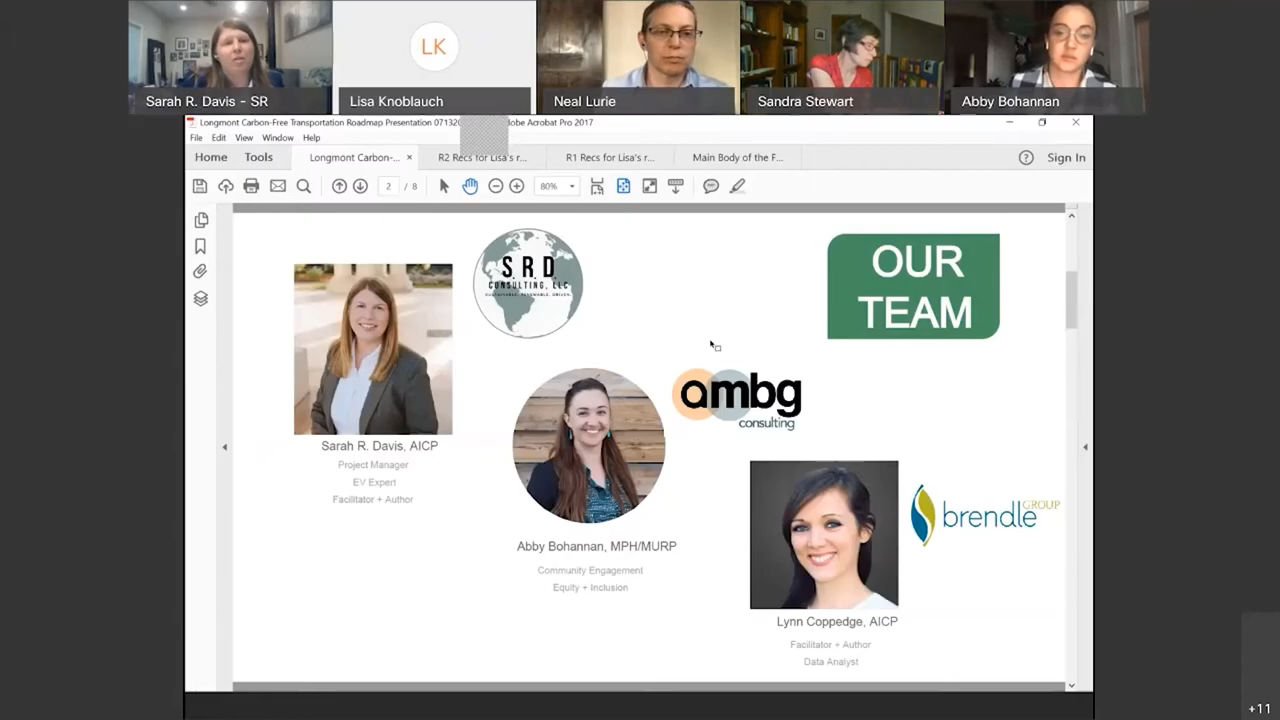 LK
Sarah R. Davis - SR
Lisa Knoblauch
Neal Lurie
Sandra Stewart
Abby Bohannan
Longmont Carbon-Free Transportation Roadmap Presentation 07132
dobe Acrobat Pro 2017
File Edit View Window Help
Home Tools Longmont Carbon-... × R2 Recs for Lisa's r... R1 Recs for Lisa's r... Main Body of the F... Sign In
2 / 8 80%
S.R.D.
CONSULTING, LLC
SUSTAINABLE. RENEWABLE. DRIVEN.
OUR
TEAM
Sarah R. Davis, AICP
Project Manager
EV Expert
Facilitator + Author
ambg
consulting
Abby Bohannan, MPH/MURP
Community Engagement
Equity + Inclusion
brendle GROUP
Lynn Coppedge, AICP
Facilitator + Author
Data Analyst
+11